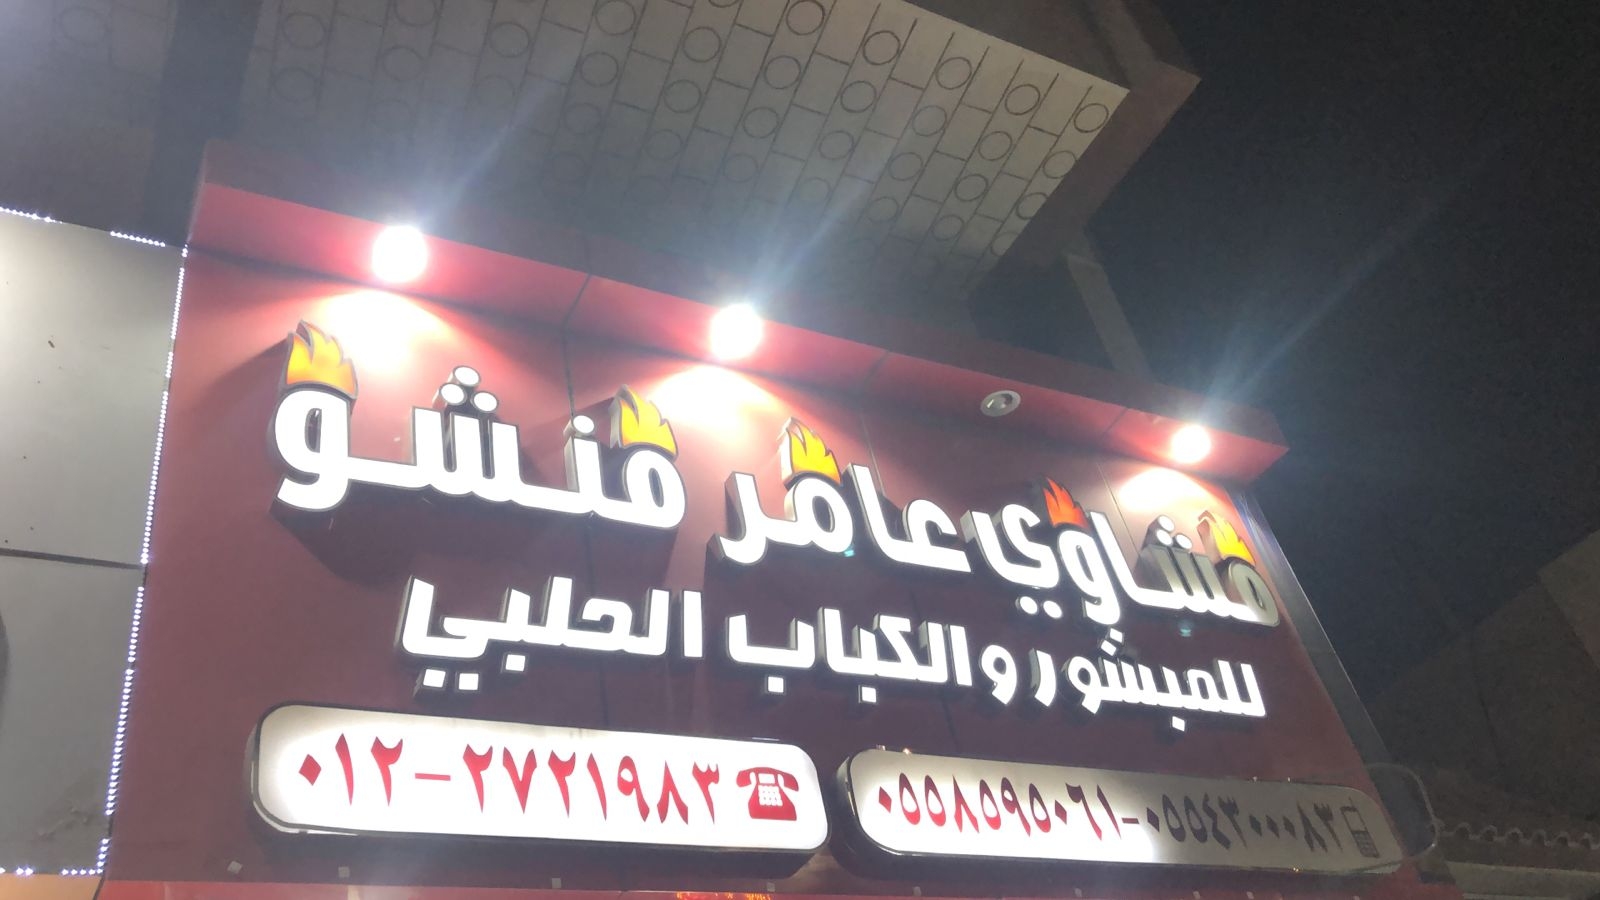 مشاوي عامر منشو
للمبشور والكباب الحلبي
٠١٢-٢٧٢١٩٨٣
٠٥٥٨٥٩٥٠٦١-٠٥٥٤٣٠٠٠٨٣